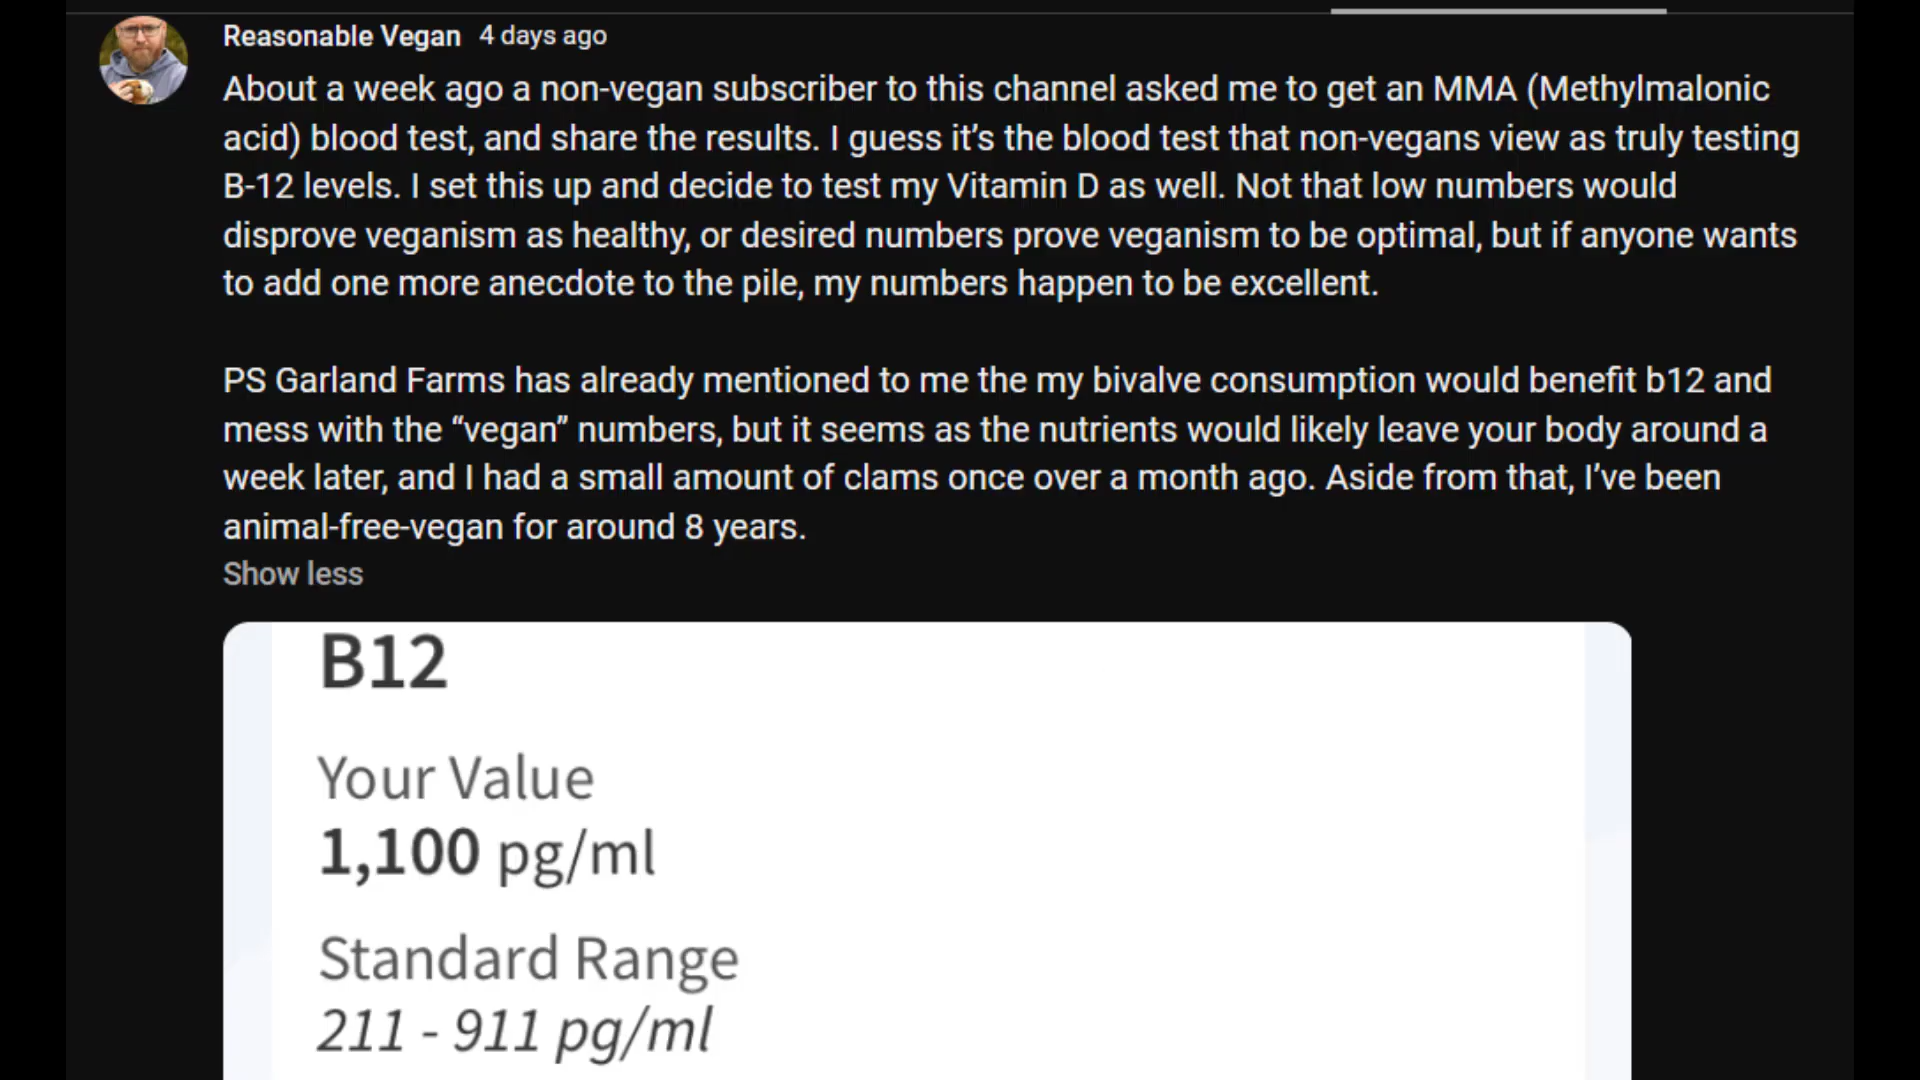 Reasonable Vegan 4 days ago
About a week ago a non-vegan subscriber to this channel asked me to get an MMA (Methylmalonic
acid) blood test, and share the results. I guess it’s the blood test that non-vegans view as truly testing
B-12 levels. I set this up and decide to test my Vitamin D as well. Not that low numbers would
disprove veganism as healthy, or desired numbers prove veganism to be optimal, but if anyone wants
to add one more anecdote to the pile, my numbers happen to be excellent.
PS Garland Farms has already mentioned to me the my bivalve consumption would benefit b12 and
mess with the “vegan” numbers, but it seems as the nutrients would likely leave your body around a
week later, and I had a small amount of clams once over a month ago. Aside from that, I’ve been
animal-free-vegan for around 8 years.
Show less
B12
Your Value
1,100 pg/ml
Standard Range
211 - 911 pg/ml